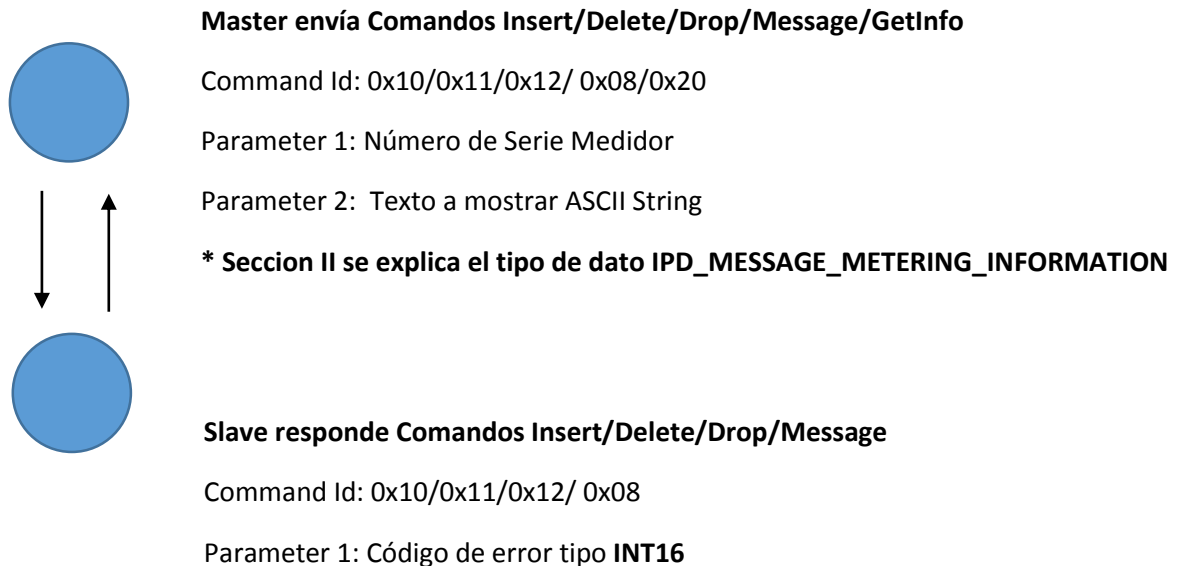 Master envía Comandos Insert/Delete/Drop/Message/GetInfo
Command Id: 0x10/0x11/0x12/ 0x08/0x20
Parameter 1: Número de Serie Medidor
Parameter 2:  Texto a mostrar ASCII String
* Seccion II se explica el tipo de dato IPD_MESSAGE_METERING_INFORMATION
Slave responde Comandos Insert/Delete/Drop/Message
Command Id: 0x10/0x11/0x12/ 0x08
Parameter 1: Código de error tipo INT16